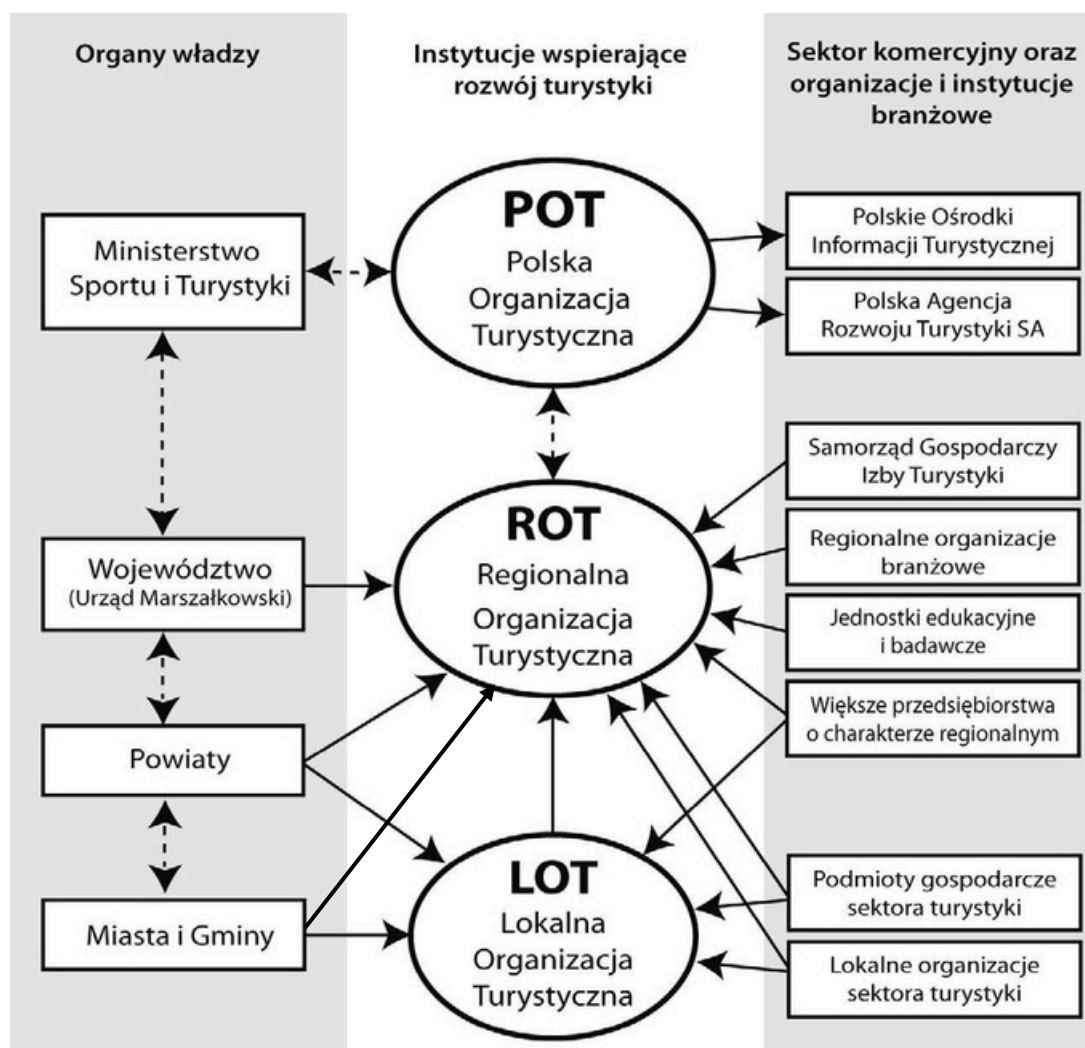 Organy władzy
Instytucje wspierające
rozwój turystyki
Sektor komercyjny oraz
organizacje i instytucje
branżowe
Ministerstwo
Sportu i Turystyki
POT
Polska
Organizacja
Turystyczna
Polskie Ośrodki
Informacji Turystycznej
Polska Agencja
Rozwoju Turystyki SA
Województwo
(Urząd Marszałkowski)
ROT
Regionalna
Organizacja
Turystyczna
Samorząd Gospodarczy
Izby Turystyki
Regionalne organizacje
branżowe
Jednostki edukacyjne
i badawcze
Większe przedsiębiorstwa
o charakterze regionalnym
Powiaty
Miasta i Gminy
LOT
Lokalna
Organizacja
Turystyczna
Podmioty gospodarcze
sektora turystyki
Lokalne organizacje
sektora turystyki